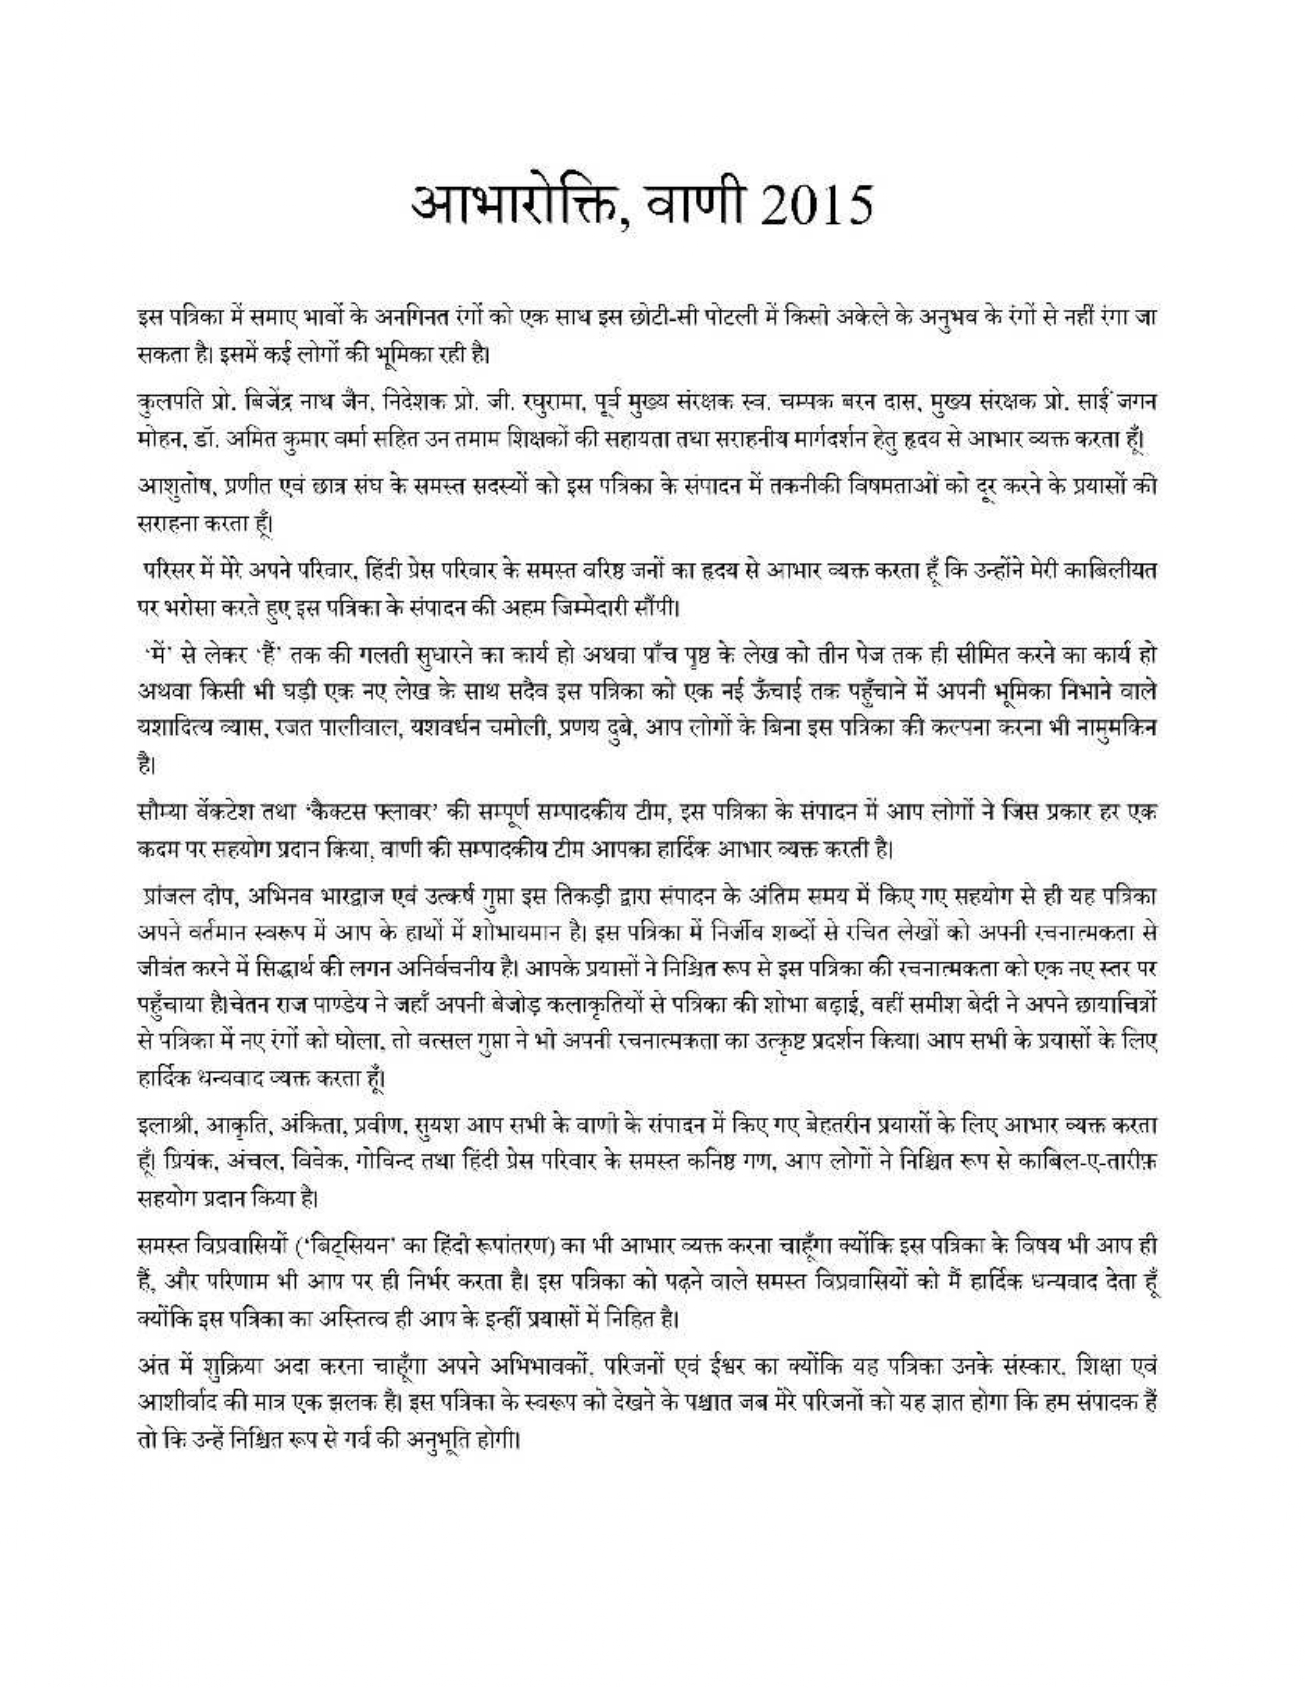 आभारोक्ति, वाणी 2015
इस पत्रिका में समाए भावों के अनगिनत रंगों को एक साथ इस छोटी-सी पोटली में किसी अकेले के अनुभव के रंगों से नहीं रंगा जा
सकता है। इसमें कई लोगों की भूमिका रही है।
कुलपति प्रो. बिजेंद्र नाथ जैन, निदेशक प्रो. जी. रघुरामा, पूर्व मुख्य संरक्षक स्व. चम्पक बरन दास, मुख्य संरक्षक प्रो. साईं जगन
मोहन, डॉ. अमित कुमार वर्मा सहित उन तमाम शिक्षकों की सहायता तथा सराहनीय मार्गदर्शन हेतु हृदय से आभार व्यक्त करता हूँ।
आशुतोष, प्रणीत एवं छात्र संघ के समस्त सदस्यों को इस पत्रिका के संपादन में तकनीकी विषमताओं को दूर करने के प्रयासों की
सराहना करता हूँ।
परिसर में मेरे अपने परिवार, हिंदी प्रेस परिवार के समस्त वरिष्ठ जनों का हृदय से आभार व्यक्त करता हूँ कि उन्होंने मेरी काबिलीयत
पर भरोसा करते हुए इस पत्रिका के संपादन की अहम जिम्मेदारी सौंपी।
‘में’ से लेकर ‘हैं’ तक की गलती सुधारने का कार्य हो अथवा पाँच पृष्ठ के लेख को तीन पेज तक ही सीमित करने का कार्य हो
अथवा किसी भी घड़ी एक नए लेख के साथ सदैव इस पत्रिका को एक नई ऊँचाई तक पहुँचाने में अपनी भूमिका निभाने वाले
यशादित्य व्यास, रजत पालीवाल, यशवर्धन चमोली, प्रणय दुबे, आप लोगों के बिना इस पत्रिका की कल्पना करना भी नामुमकिन
है।
सौम्या वेंकटेश तथा ‘कैक्टस फ्लावर’ की सम्पूर्ण सम्पादकीय टीम, इस पत्रिका के संपादन में आप लोगों ने जिस प्रकार हर एक
कदम पर सहयोग प्रदान किया, वाणी की सम्पादकीय टीम आपका हार्दिक आभार व्यक्त करती है।
प्रांजल दीप, अभिनव भारद्वाज एवं उत्कर्ष गुप्ता इस तिकड़ी द्वारा संपादन के अंतिम समय में किए गए सहयोग से ही यह पत्रिका
अपने वर्तमान स्वरूप में आप के हाथों में शोभायमान है। इस पत्रिका में निर्जीव शब्दों से रचित लेखों को अपनी रचनात्मकता से
जीवंत करने में सिद्धार्थ की लगन अनिर्वचनीय है। आपके प्रयासों ने निश्चित रूप से इस पत्रिका की रचनात्मकता को एक नए स्तर पर
पहुँचाया है।चेतन राज पाण्डेय ने जहाँ अपनी बेजोड़ कलाकृतियों से पत्रिका की शोभा बढ़ाई, वहीं समीश बेदी ने अपने छायाचित्रों
से पत्रिका में नए रंगों को घोला, तो वत्सल गुप्ता ने भी अपनी रचनात्मकता का उत्कृष्ट प्रदर्शन किया। आप सभी के प्रयासों के लिए
हार्दिक धन्यवाद व्यक्त करता हूँ।
इलाश्री, आकृति, अंकिता, प्रवीण, सुयश आप सभी के वाणी के संपादन में किए गए बेहतरीन प्रयासों के लिए आभार व्यक्त करता
हूँ। प्रियंक, अंचल, विवेक, गोविन्द तथा हिंदी प्रेस परिवार के समस्त कनिष्ठ गण, आप लोगों ने निश्चित रूप से काबिल-ए-तारीफ़
सहयोग प्रदान किया है।
समस्त विप्रवासियों (‘बिट्सियन’ का हिंदी रूपांतरण) का भी आभार व्यक्त करना चाहूँगा क्योंकि इस पत्रिका के विषय भी आप ही
हैं, और परिणाम भी आप पर ही निर्भर करता है। इस पत्रिका को पढ़ने वाले समस्त विप्रवासियों को मैं हार्दिक धन्यवाद देता हूँ
क्योंकि इस पत्रिका का अस्तित्व ही आप के इन्हीं प्रयासों में निहित है।
अंत में शुक्रिया अदा करना चाहूँगा अपने अभिभावकों, परिजनों एवं ईश्वर का क्योंकि यह पत्रिका उनके संस्कार, शिक्षा एवं
आशीर्वाद की मात्र एक झलक है। इस पत्रिका के स्वरूप को देखने के पश्चात जब मेरे परिजनों को यह ज्ञात होगा कि हम संपादक हैं
तो कि उन्हें निश्चित रूप से गर्व की अनुभूति होगी।